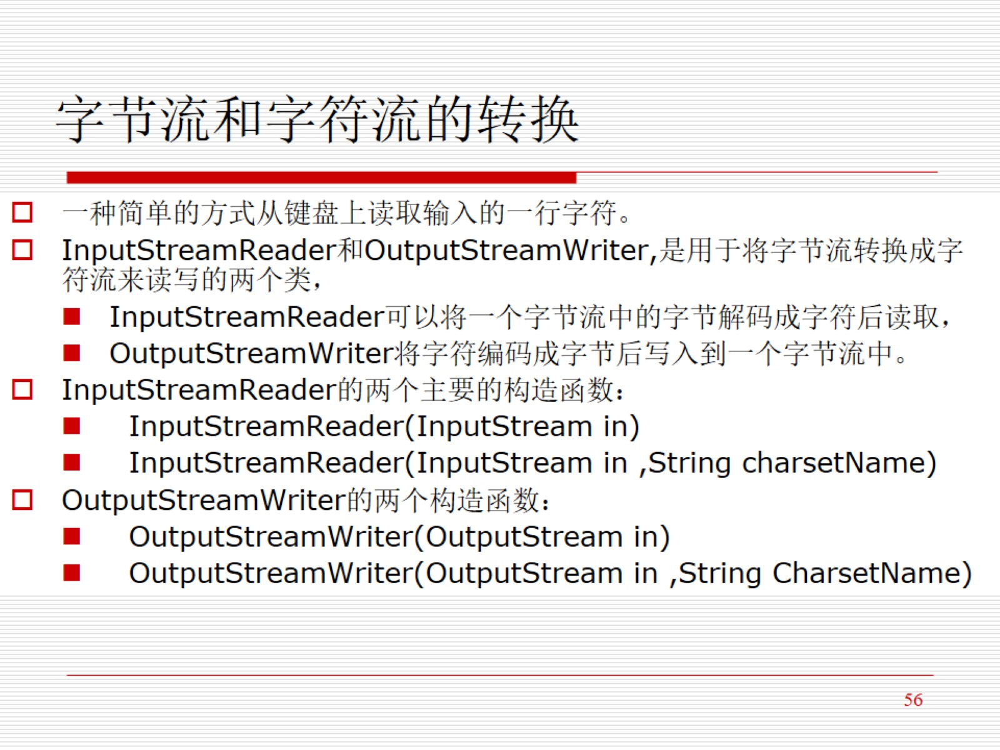 字节流和字符流的转换
一种简单的方式从键盘上读取输入的一行字符。
InputStreamReader和OutputStreamWriter,是用于将字节流转换成字
符流来读写的两个类，
InputStreamReader可以将一个字节流中的字节解码成字符后读取，
OutputStreamWriter将字符编码成字节后写入到一个字节流中。
InputStreamReader的两个主要的构造函数：
InputStreamReader(InputStream in)
InputStreamReader(InputStream in ,String charsetName)
OutputStreamWriter的两个构造函数：
OutputStreamWriter(OutputStream in)
OutputStreamWriter(OutputStream in ,String CharsetName)
56